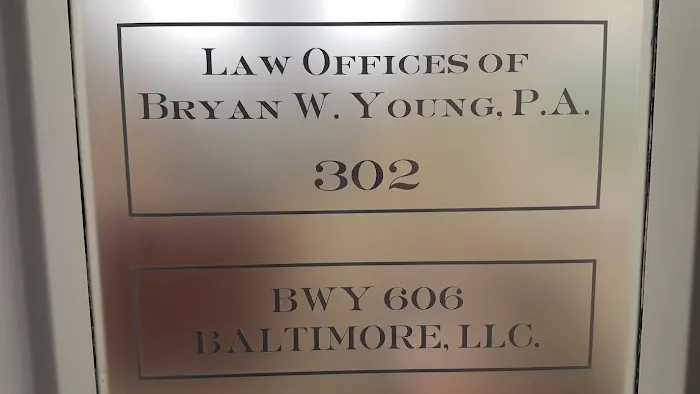 Law Offices of
Bryan W. Young, P.A.
302
BWY 606
BALTIMORE, LLC.